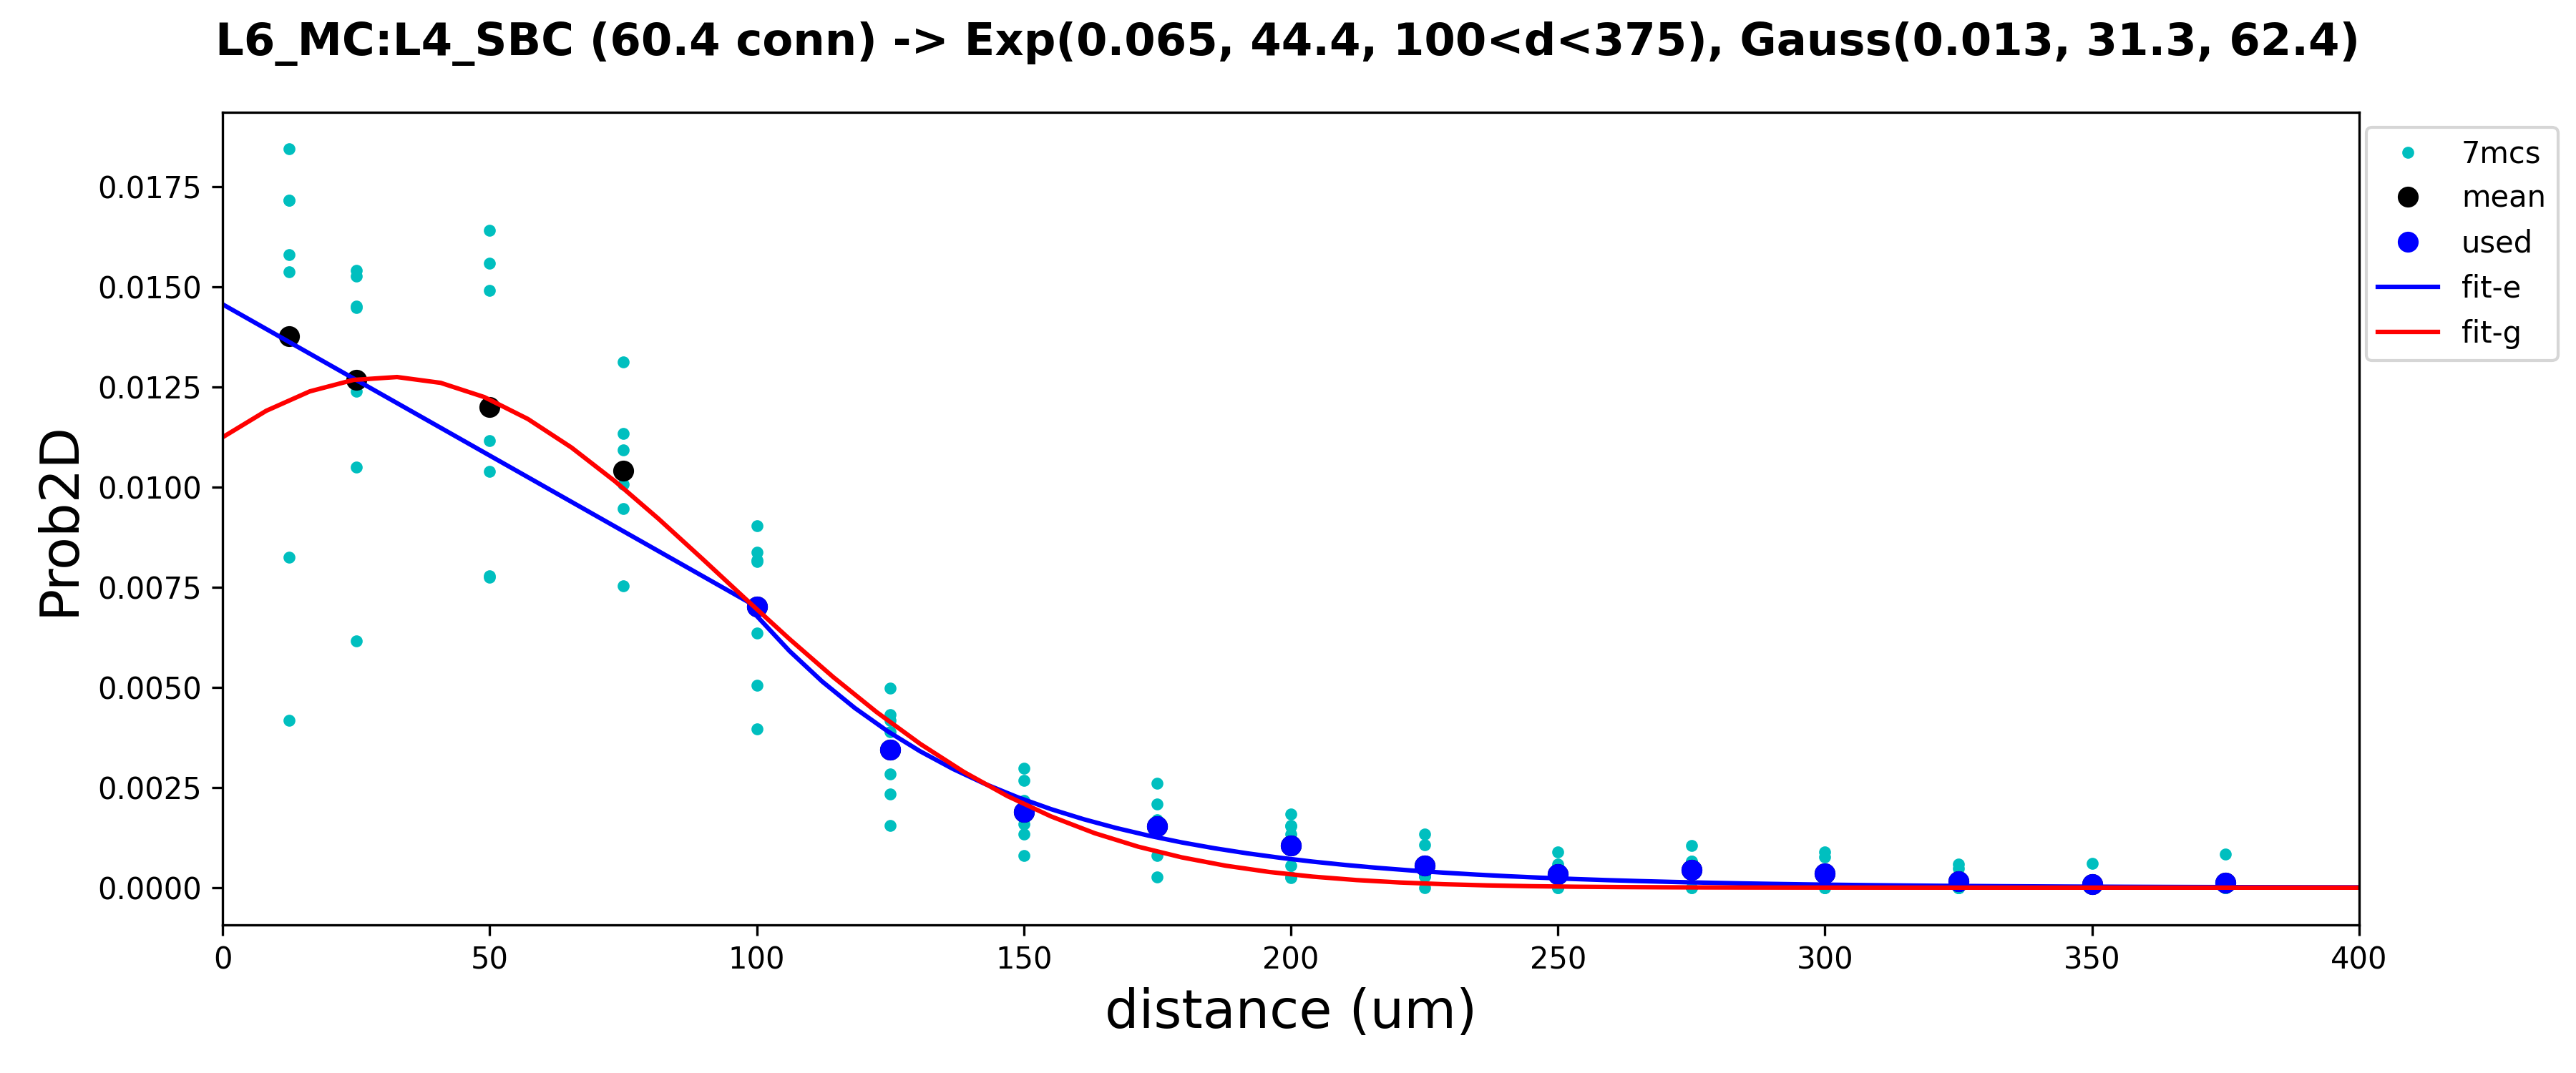 L6_MC:L4_SBC (60.4 conn) -> Exp(0.065, 44.4, 100<d<375), Gauss(0.013, 31.3, 62.4)
7mcs
mean
used
fit-e
fit-g
Prob2D
0.0175
0.0150
0.0125
0.0100
0.0075
0.0050
0.0025
0.0000
0 50 100 150 200 250 300 350 400
distance (um)